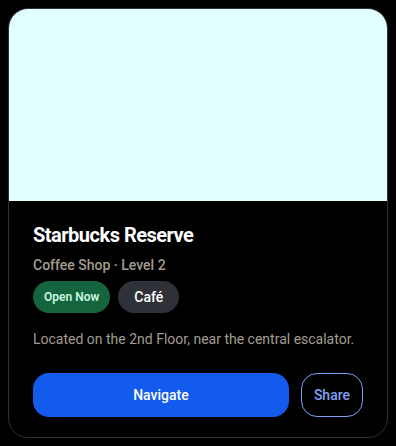 Starbucks Reserve
Coffee Shop · Level 2
Open Now Café
Located on the 2nd Floor, near the central escalator.
Navigate Share